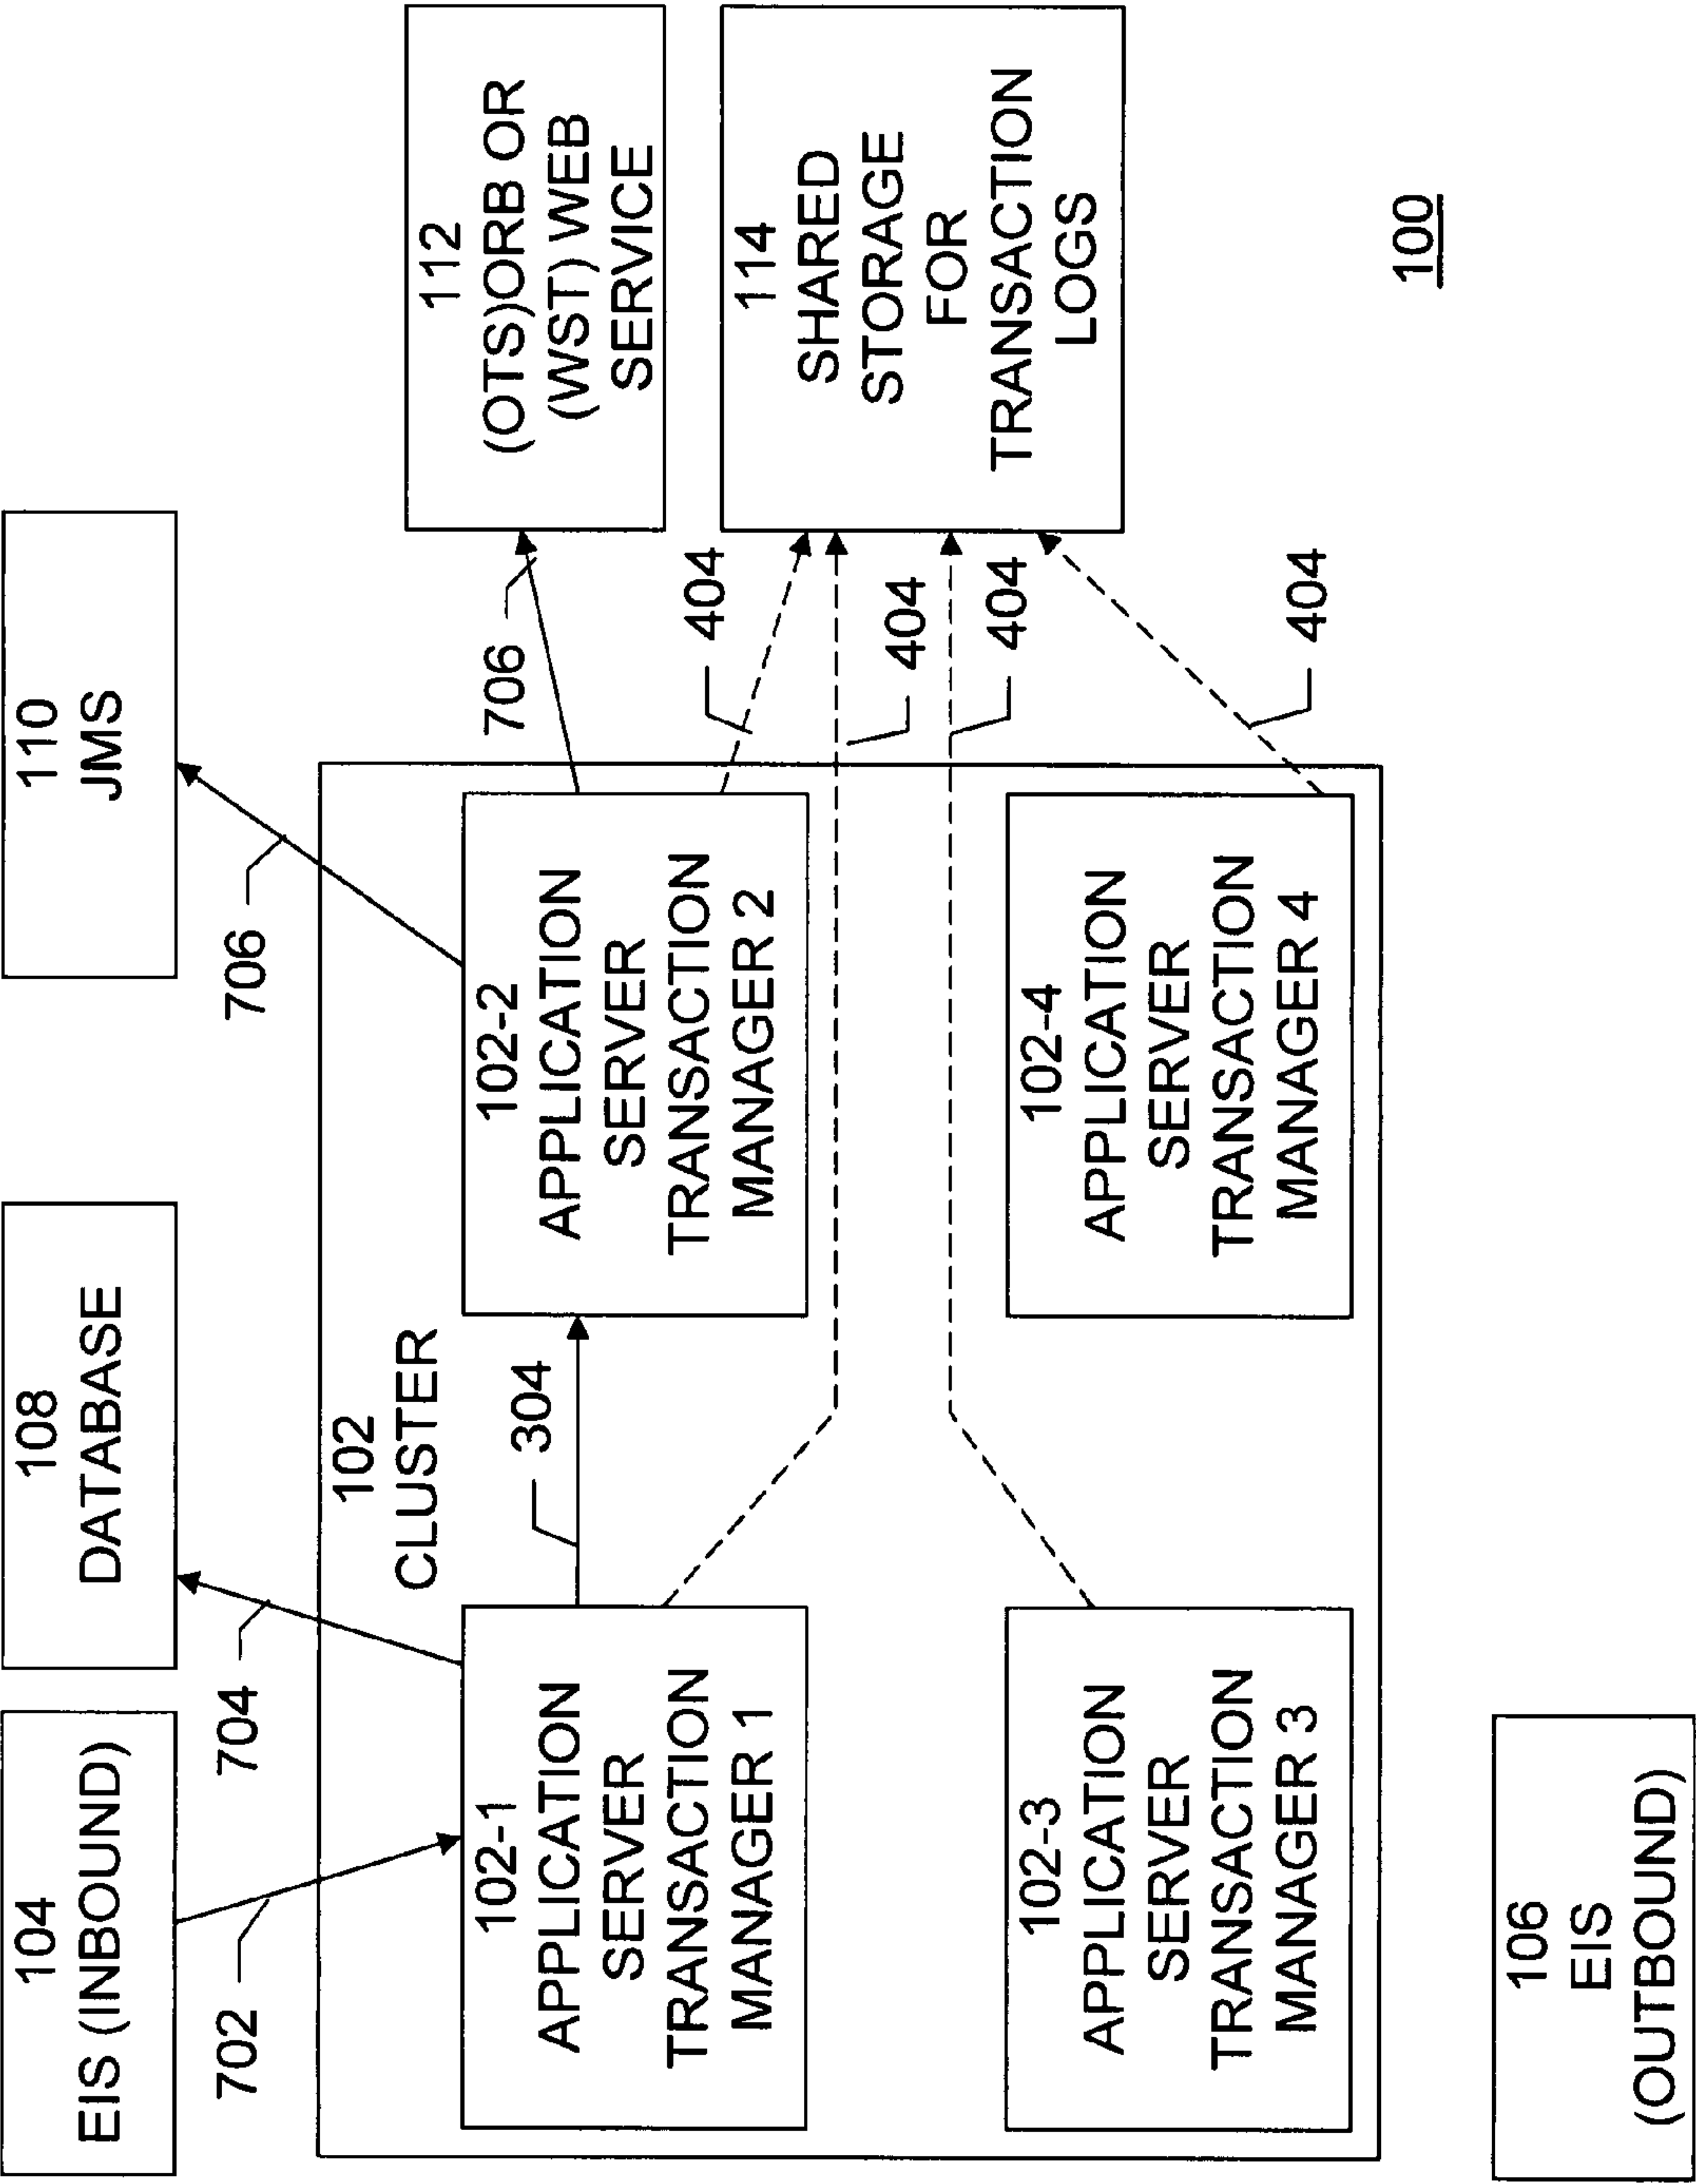 104
EIS (INBOUND)
108
DATABASE
110
JMS
702
704
706
102
CLUSTER
706
112
(OTS)ORB OR
(WST) WEB
SERVICE
102-1
APPLICATION
SERVER
TRANSACTION
MANAGER 1
304
102-2
APPLICATION
SERVER
TRANSACTION
MANAGER 2
404
404
404
404
114
SHARED
STORAGE
FOR
TRANSACTION
LOGS
102-3
APPLICATION
SERVER
TRANSACTION
MANAGER 3
102-4
APPLICATION
SERVER
TRANSACTION
MANAGER 4
100
106
EIS
(OUTBOUND)